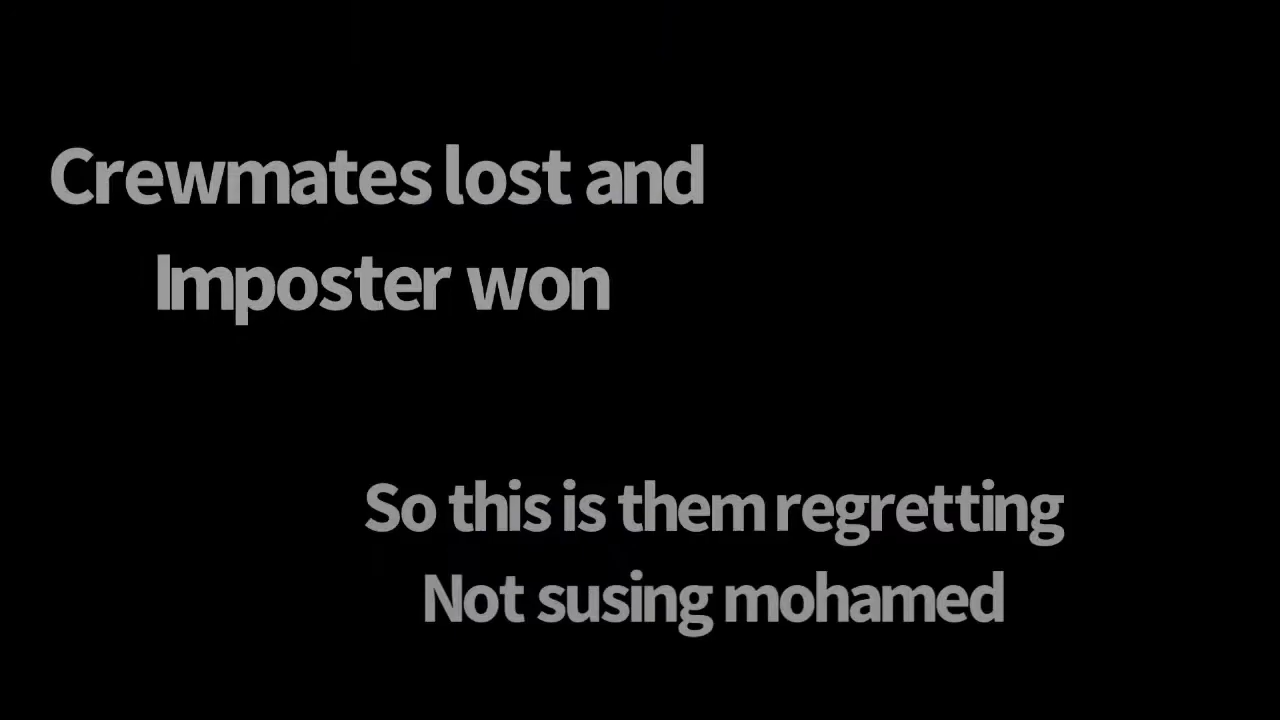 Crewmates lost and
Imposter won
So this is them regretting
Not susing mohamed